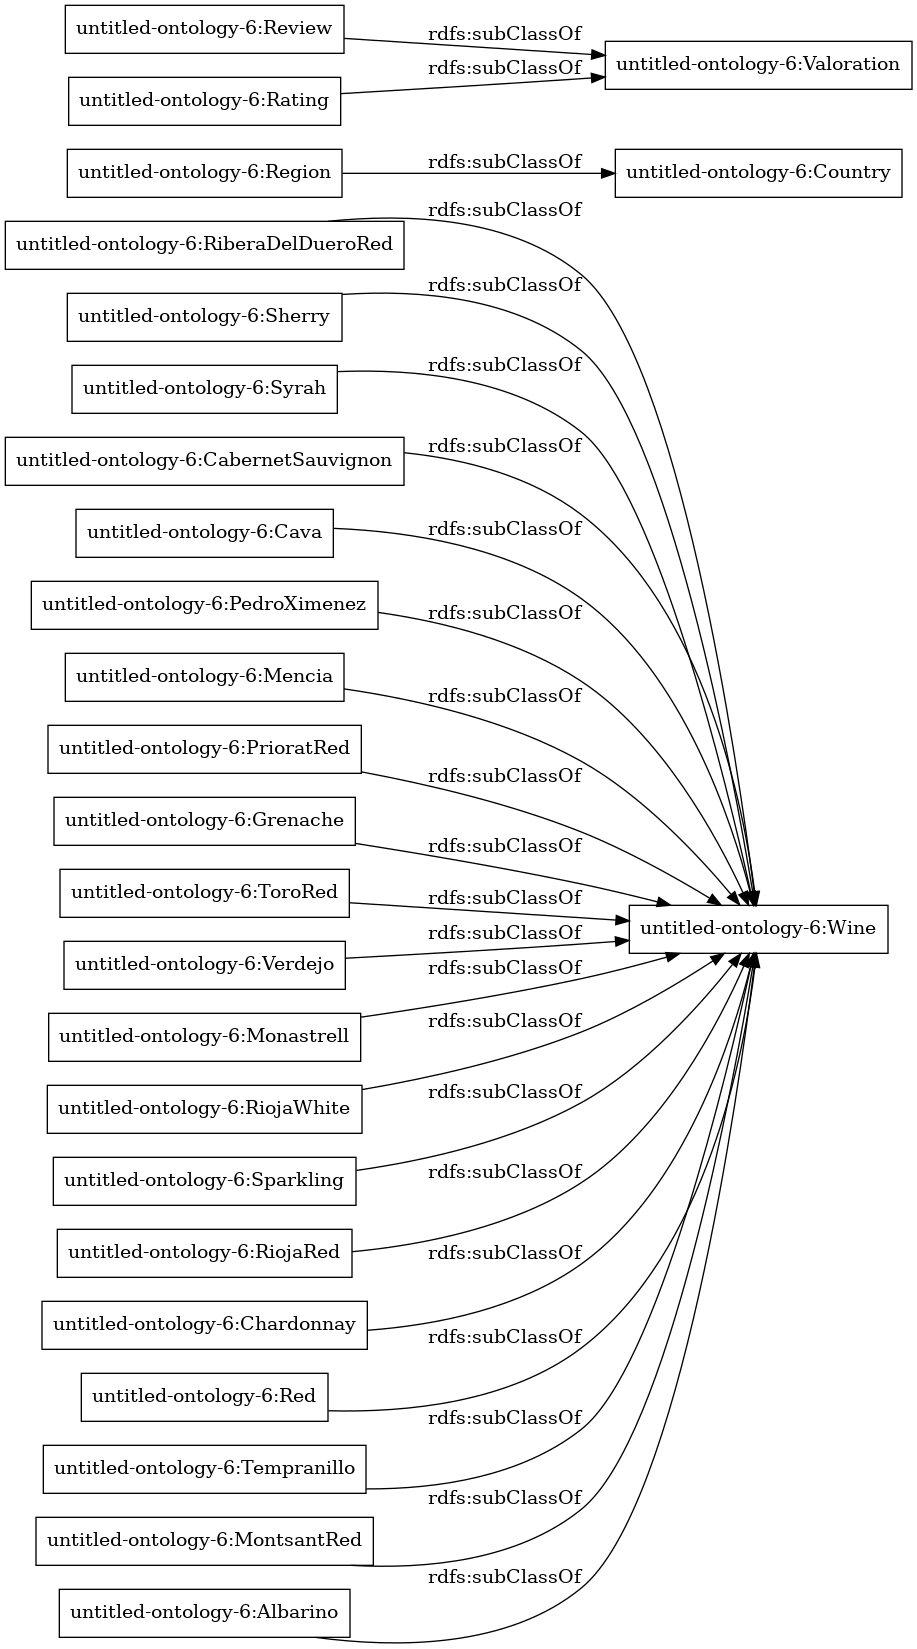 untitled-ontology-6:Review
rdfs:subClassOf
untitled-ontology-6:Valoration
rdfs:subClassOf
untitled-ontology-6:Rating
untitled-ontology-6:Region
rdfs:subClassOf
untitled-ontology-6:Country
rdfs:subClassOf
untitled-ontology-6:RiberaDelDueroRed
rdfs:subClassOf
untitled-ontology-6:Sherry
rdfs:subClassOf
untitled-ontology-6:Syrah
rdfs:subClassOf
untitled-ontology-6:CabernetSauvignon
rdfs:subClassOf
untitled-ontology-6:Cava
rdfs:subClassOf
untitled-ontology-6:PedroXimenez
rdfs:subClassOf
untitled-ontology-6:Mencia
rdfs:subClassOf
untitled-ontology-6:PrioratRed
rdfs:subClassOf
untitled-ontology-6:Grenache
rdfs:subClassOf
untitled-ontology-6:ToroRed
rdfs:subClassOf
untitled-ontology-6:Wine
rdfs:subClassOf
untitled-ontology-6:Verdejo
rdfs:subClassOf
untitled-ontology-6:Monastrell
rdfs:subClassOf
untitled-ontology-6:RiojaWhite
rdfs:subClassOf
untitled-ontology-6:Sparkling
rdfs:subClassOf
untitled-ontology-6:RiojaRed
rdfs:subClassOf
untitled-ontology-6:Chardonnay
rdfs:subClassOf
untitled-ontology-6:Red
rdfs:subClassOf
untitled-ontology-6:Tempranillo
rdfs:subClassOf
untitled-ontology-6:MontsantRed
untitled-ontology-6:Albarino